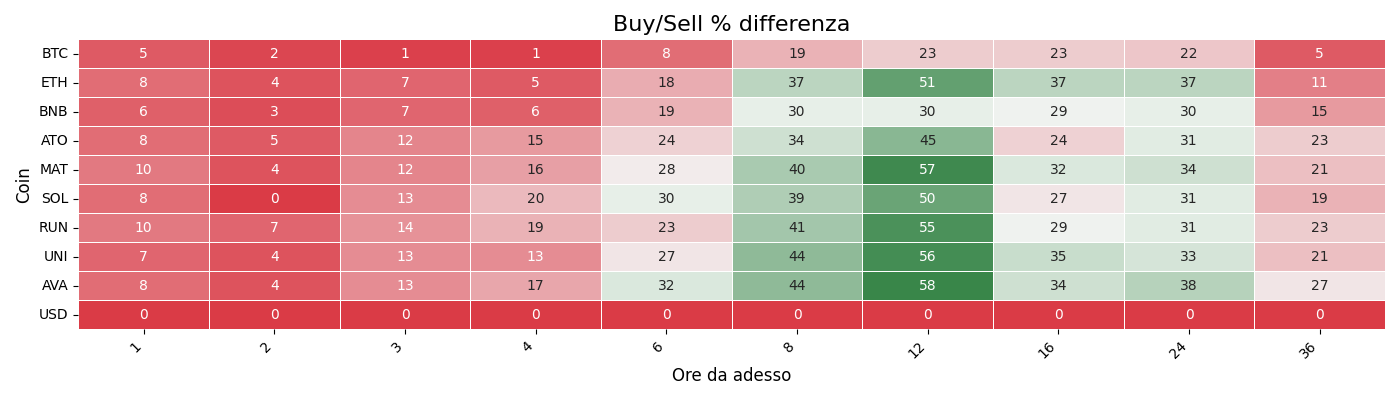 Buy/Sell % differenza
Coin
BTC 5 2 1 1 8 19 23 23 22 5
ETH 8 4 7 5 18 37 51 37 37 11
BNB 6 3 7 6 19 30 30 29 30 15
ATO 8 5 12 15 24 34 45 24 31 23
MAT 10 4 12 16 28 40 57 32 34 21
SOL 8 0 13 20 30 39 50 27 31 19
RUN 10 7 14 19 23 41 55 29 31 23
UNI 7 4 13 13 27 44 56 35 33 21
AVA 8 4 13 17 32 44 58 34 38 27
USD 0 0 0 0 0 0 0 0 0 0
1 2 3 4 6 8 12 16 24 36
Ore da adesso